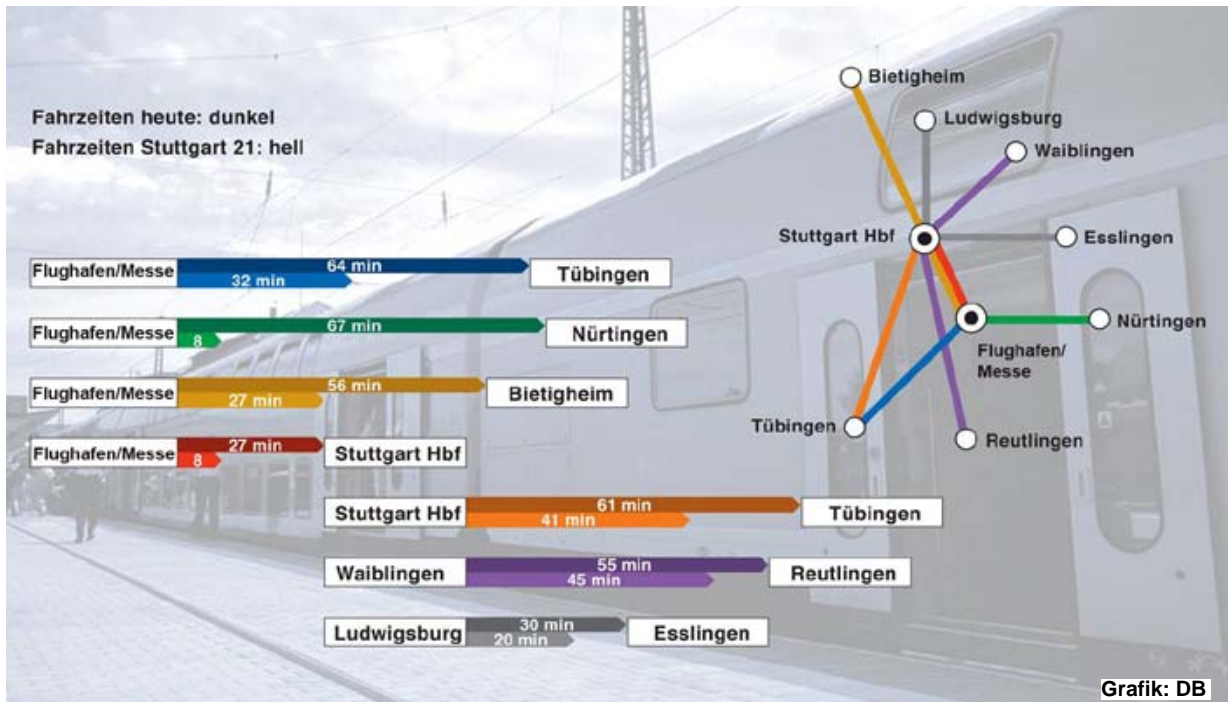 Fahrzeiten heute: dunkel
Fahrzeiten Stuttgart 21: hell
Bietigheim
Ludwigsburg
Waiblingen
Stuttgart Hbf
Esslingen
Nürtingen
Flughafen/
Messe
Tübingen
Reutlingen
Flughafen/Messe 64 min Tübingen
32 min
Flughafen/Messe 67 min Nürtingen
8
Flughafen/Messe 56 min Bietigheim
27 min
Flughafen/Messe 27 min Stuttgart Hbf
8
Stuttgart Hbf 61 min Tübingen
41 min
Waiblingen 55 min Reutlingen
45 min
Ludwigsburg 30 min Esslingen
20 min
Grafik: DB